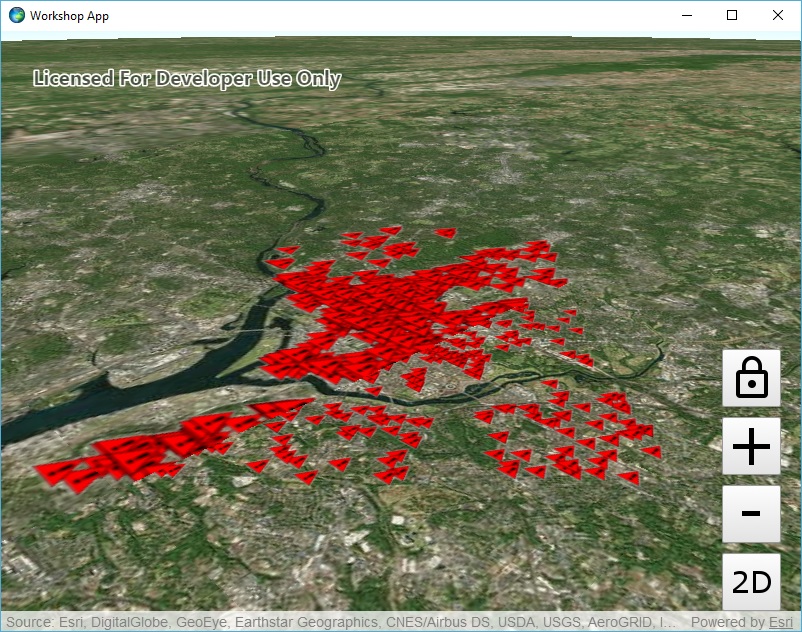 Workshop App
Licensed For Developer Use Only
2D
Source: Esri, DigitalGlobe, GeoEye, Earthstar Geographics, CNES/Airbus DS, USDA, USGS, AeroGRID, I... Powered by Esri